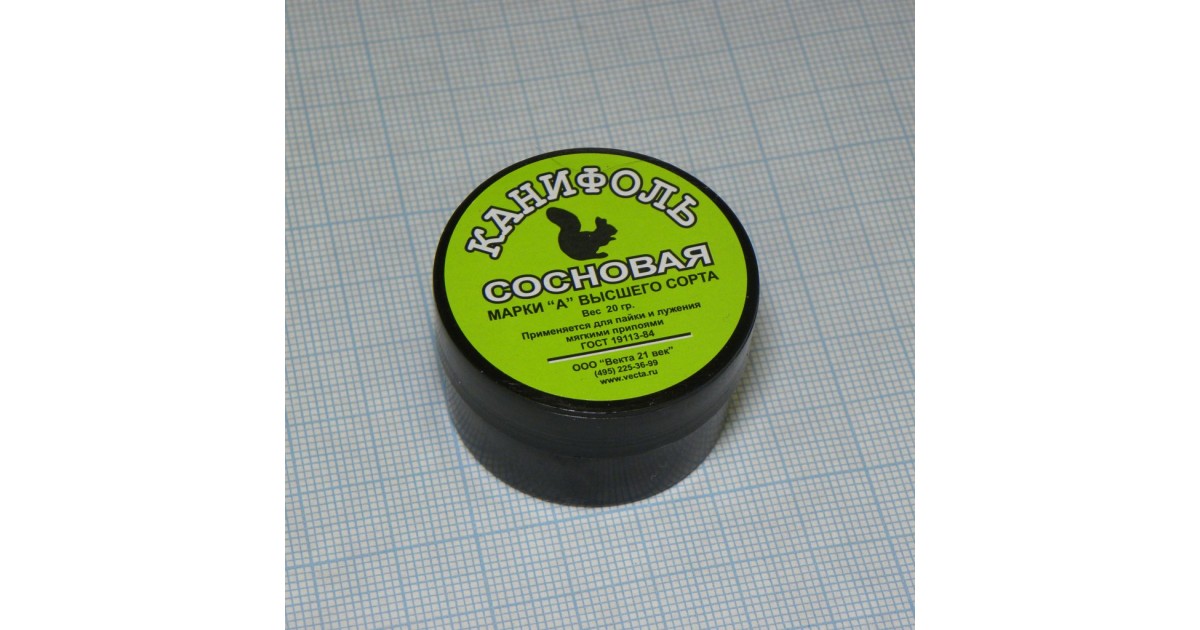 КАНИФОЛЬ
СОСНОВАЯ
МАРКИ "А" ВЫСШЕГО СОРТА
Вес 20 гр.
Применяется для пайки и лужения
мягкими припоями
ГОСТ 19113-84
ООО "Векта 21 век"
(495) 225-36-99
www.vecta.ru